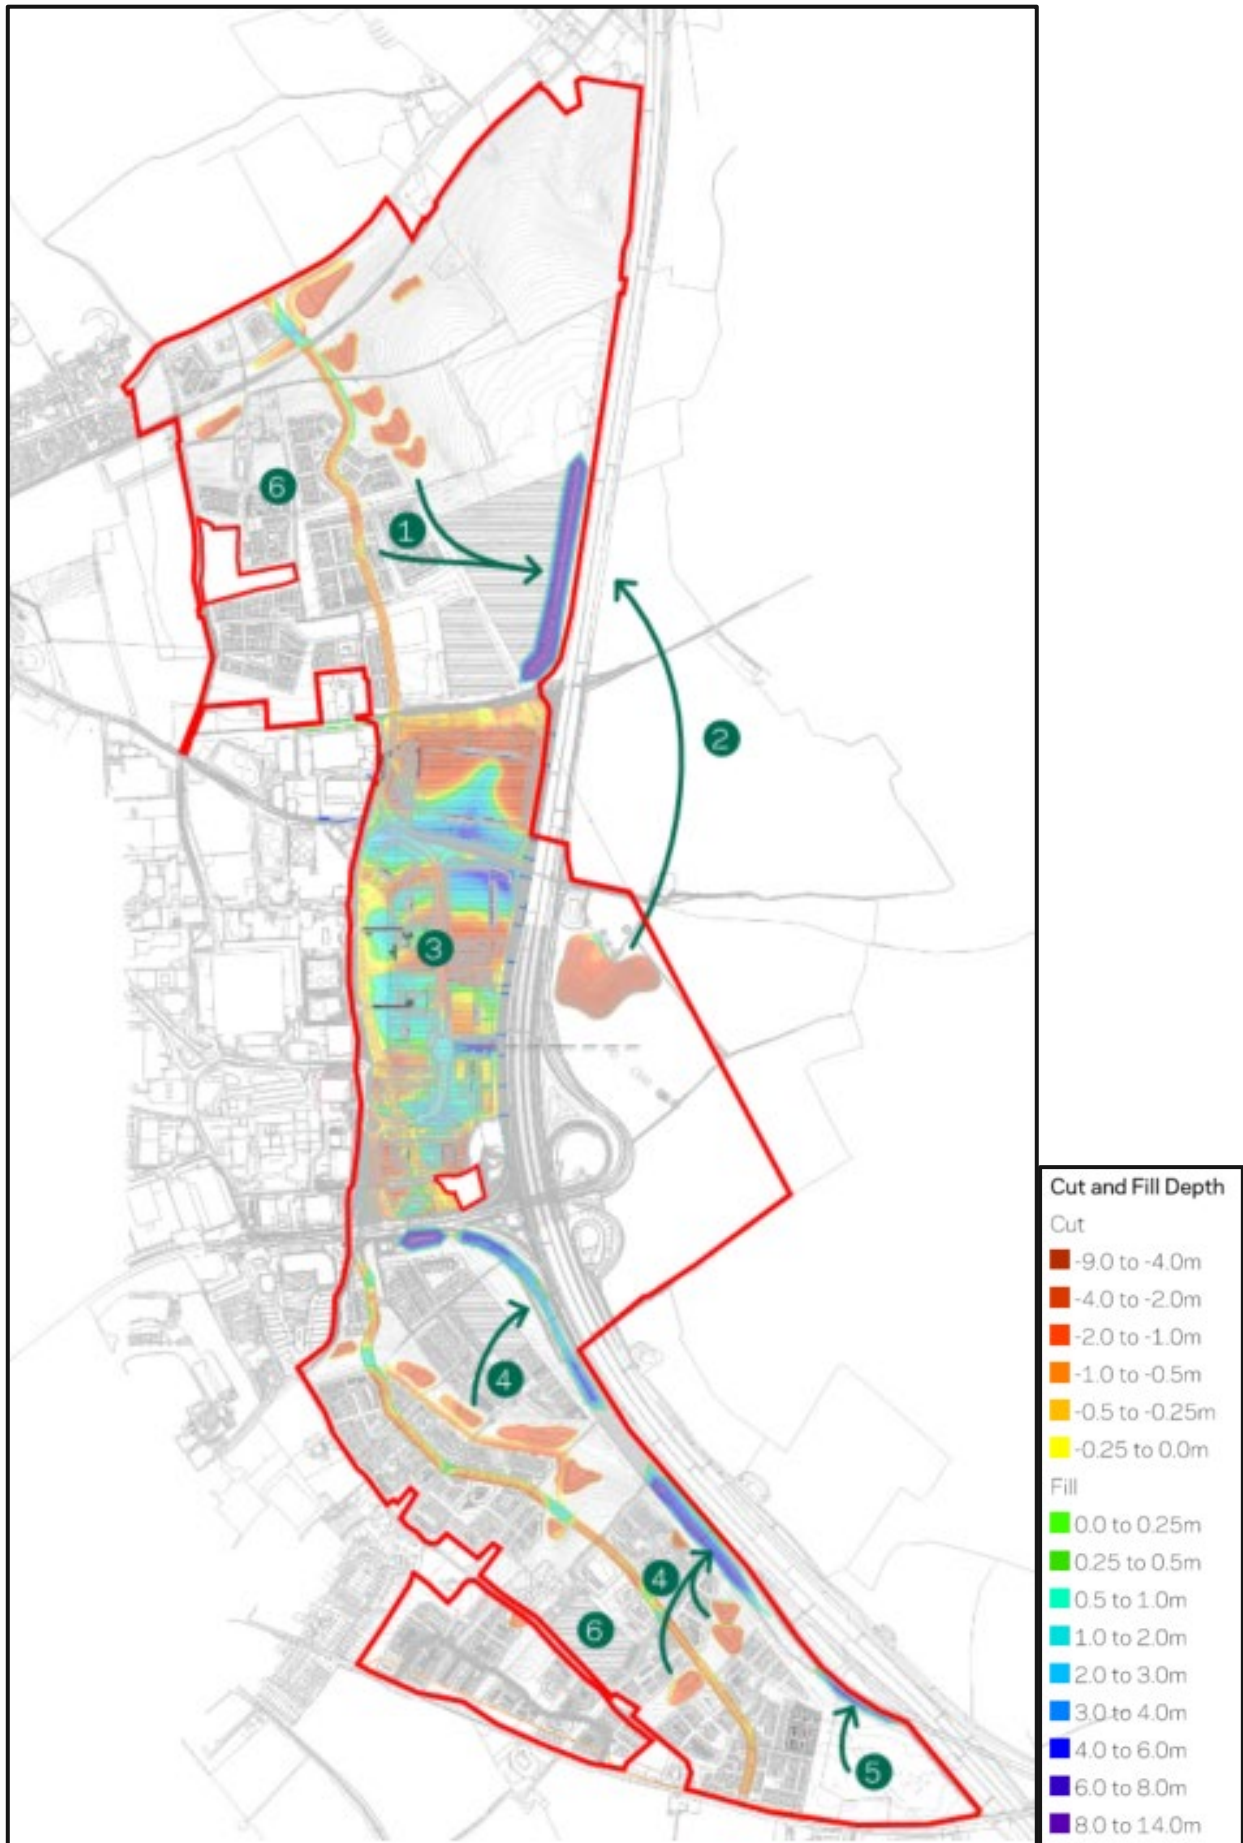 6
1
2
3
4
4
6
5
Cut and Fill Depth
Cut
-9.0 to -4.0m
-4.0 to -2.0m
-2.0 to -1.0m
-1.0 to -0.5m
-0.5 to -0.25m
-0.25 to 0.0m
Fill
0.0 to 0.25m
0.25 to 0.5m
0.5 to 1.0m
1.0 to 2.0m
2.0 to 3.0m
3.0 to 4.0m
4.0 to 6.0m
6.0 to 8.0m
8.0 to 14.0m